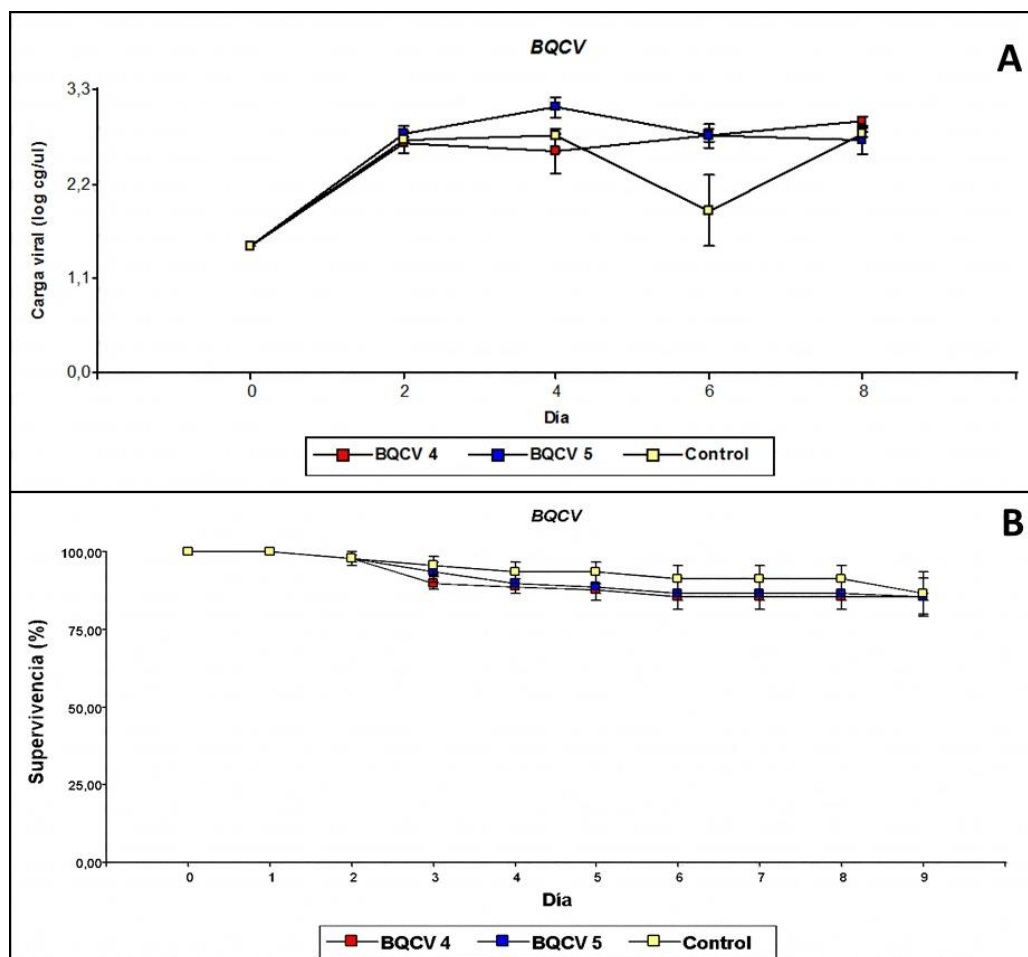 BQCV
A
3,3
2,2
1,1
0,0
Carga viral (log cg/ul)
0 2 4 6 8
Día
BQCV 4 BQCV 5 Control
BQCV
B
100,00
75,00
50,00
25,00
0,00
Supervivencia (%)
0 1 2 3 4 5 6 7 8 9
Día
BQCV 4 BQCV 5 Control